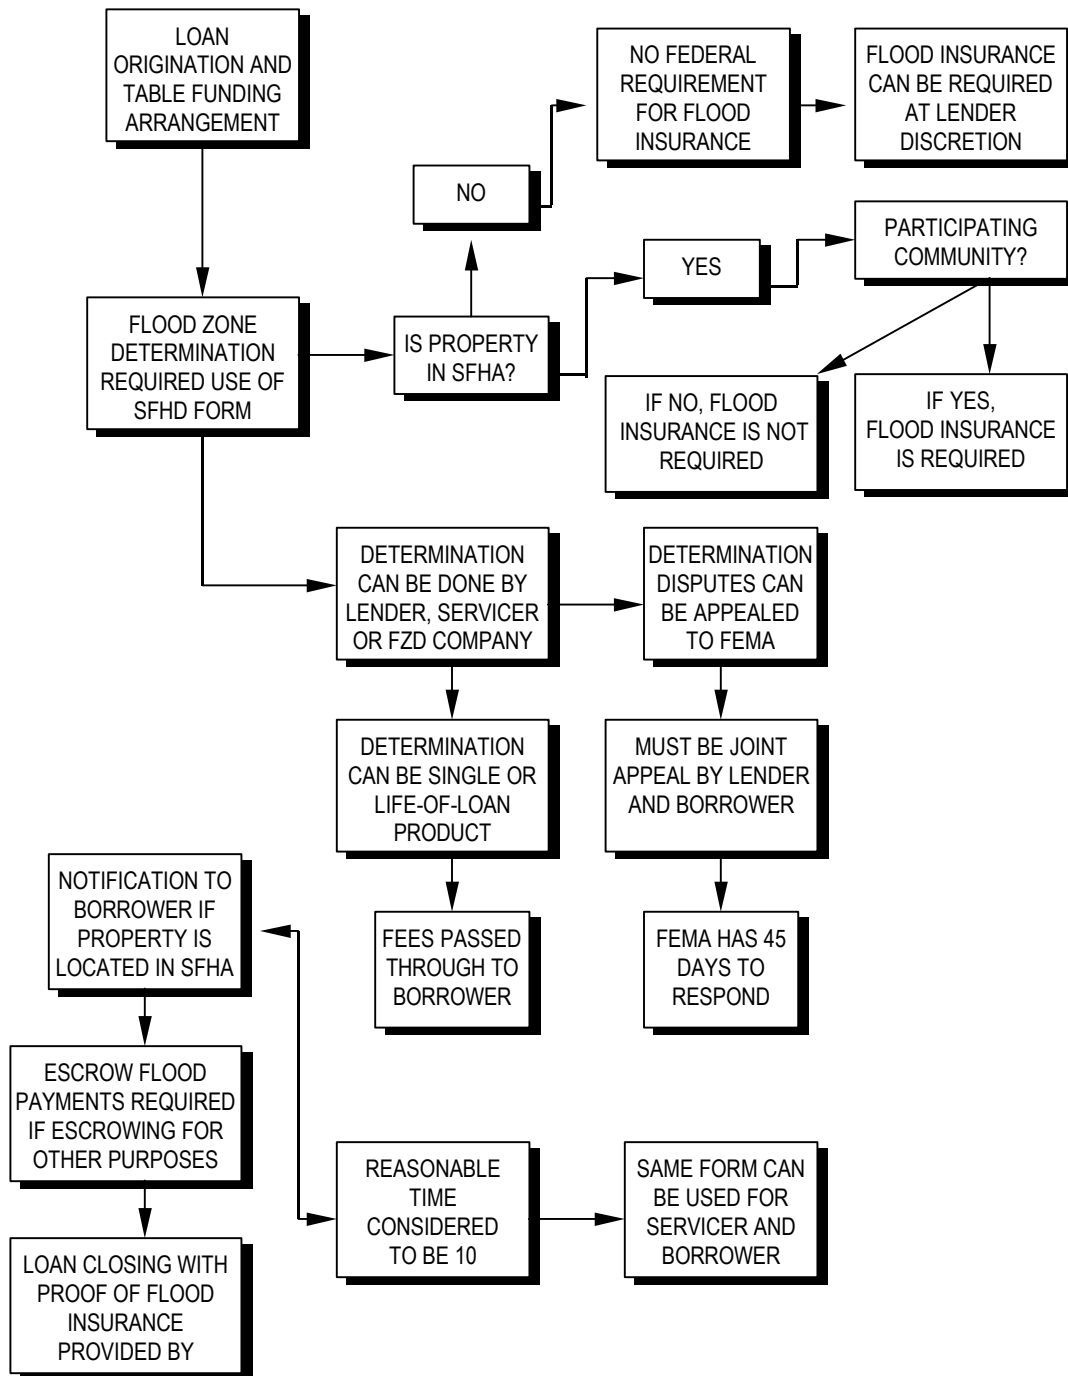 LOAN
ORIGINATION AND
TABLE FUNDING
ARRANGEMENT
NO FEDERAL
REQUIREMENT
FOR FLOOD
INSURANCE
FLOOD INSURANCE
CAN BE REQUIRED
AT LENDER
DISCRETION
NO
YES
PARTICIPATING
COMMUNITY?
FLOOD ZONE
DETERMINATION
REQUIRED USE OF
SFHD FORM
IS PROPERTY
IN SFHA?
IF NO, FLOOD
INSURANCE IS NOT
REQUIRED
IF YES,
FLOOD INSURANCE
IS REQUIRED
DETERMINATION
CAN BE DONE BY
LENDER, SERVICER
OR FZD COMPANY
DETERMINATION
DISPUTES CAN
BE APPEALED
TO FEMA
DETERMINATION
CAN BE SINGLE OR
LIFE-OF-LOAN
PRODUCT
MUST BE JOINT
APPEAL BY LENDER
AND BORROWER
NOTIFICATION TO
BORROWER IF
PROPERTY IS
LOCATED IN SFHA
FEES PASSED
THROUGH TO
BORROWER
FEMA HAS 45
DAYS TO
RESPOND
ESCROW FLOOD
PAYMENTS REQUIRED
IF ESCROWING FOR
OTHER PURPOSES
REASONABLE
TIME
CONSIDERED
TO BE 10
SAME FORM CAN
BE USED FOR
SERVICER AND
BORROWER
LOAN CLOSING WITH
PROOF OF FLOOD
INSURANCE
PROVIDED BY